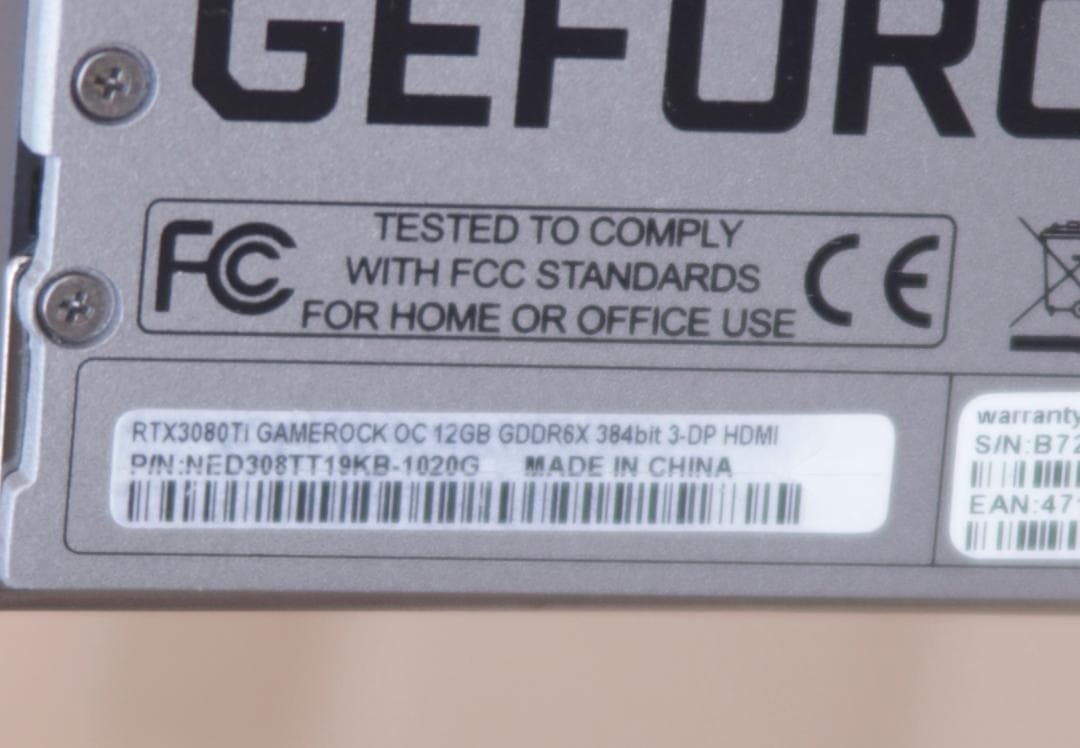 GEFORC
FC
TESTED TO COMPLY
WITH FCC STANDARDS
FOR HOME OR OFFICE USE
CE
RTX3080Ti GAMEROCK OC 12GB GDDR6X 384bit 3-DP HDMI
P/N:NED308TT19KB-1020G MADE IN CHINA
warranty
S/N:B72
EAN:471